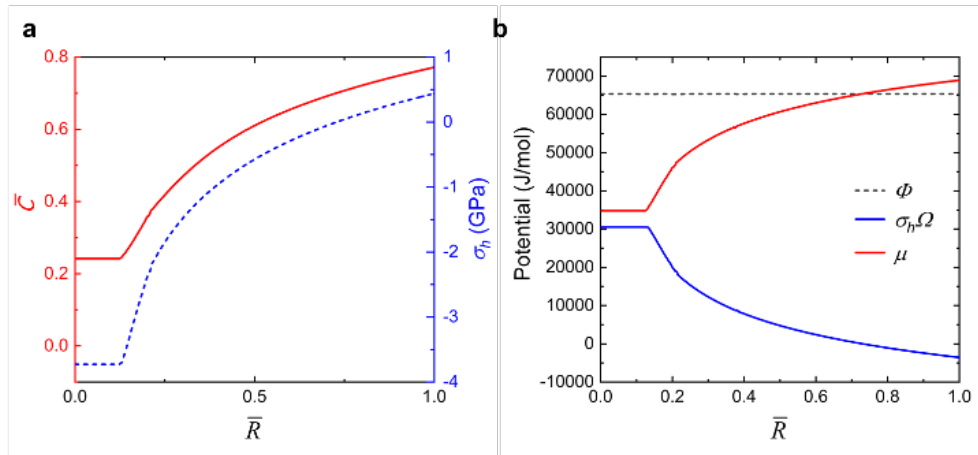 a
0.8
0.6
0.4
0.2
0.0
C̅
1
0
-1
-2
-3
-4
σh (GPa)
0.0 0.5 1.0
R̅
b
70000
60000
50000
40000
30000
20000
10000
0
-10000
Potential (J/mol)
Φ
σhΩ
μ
0.0 0.2 0.4 0.6 0.8 1.0
R̅